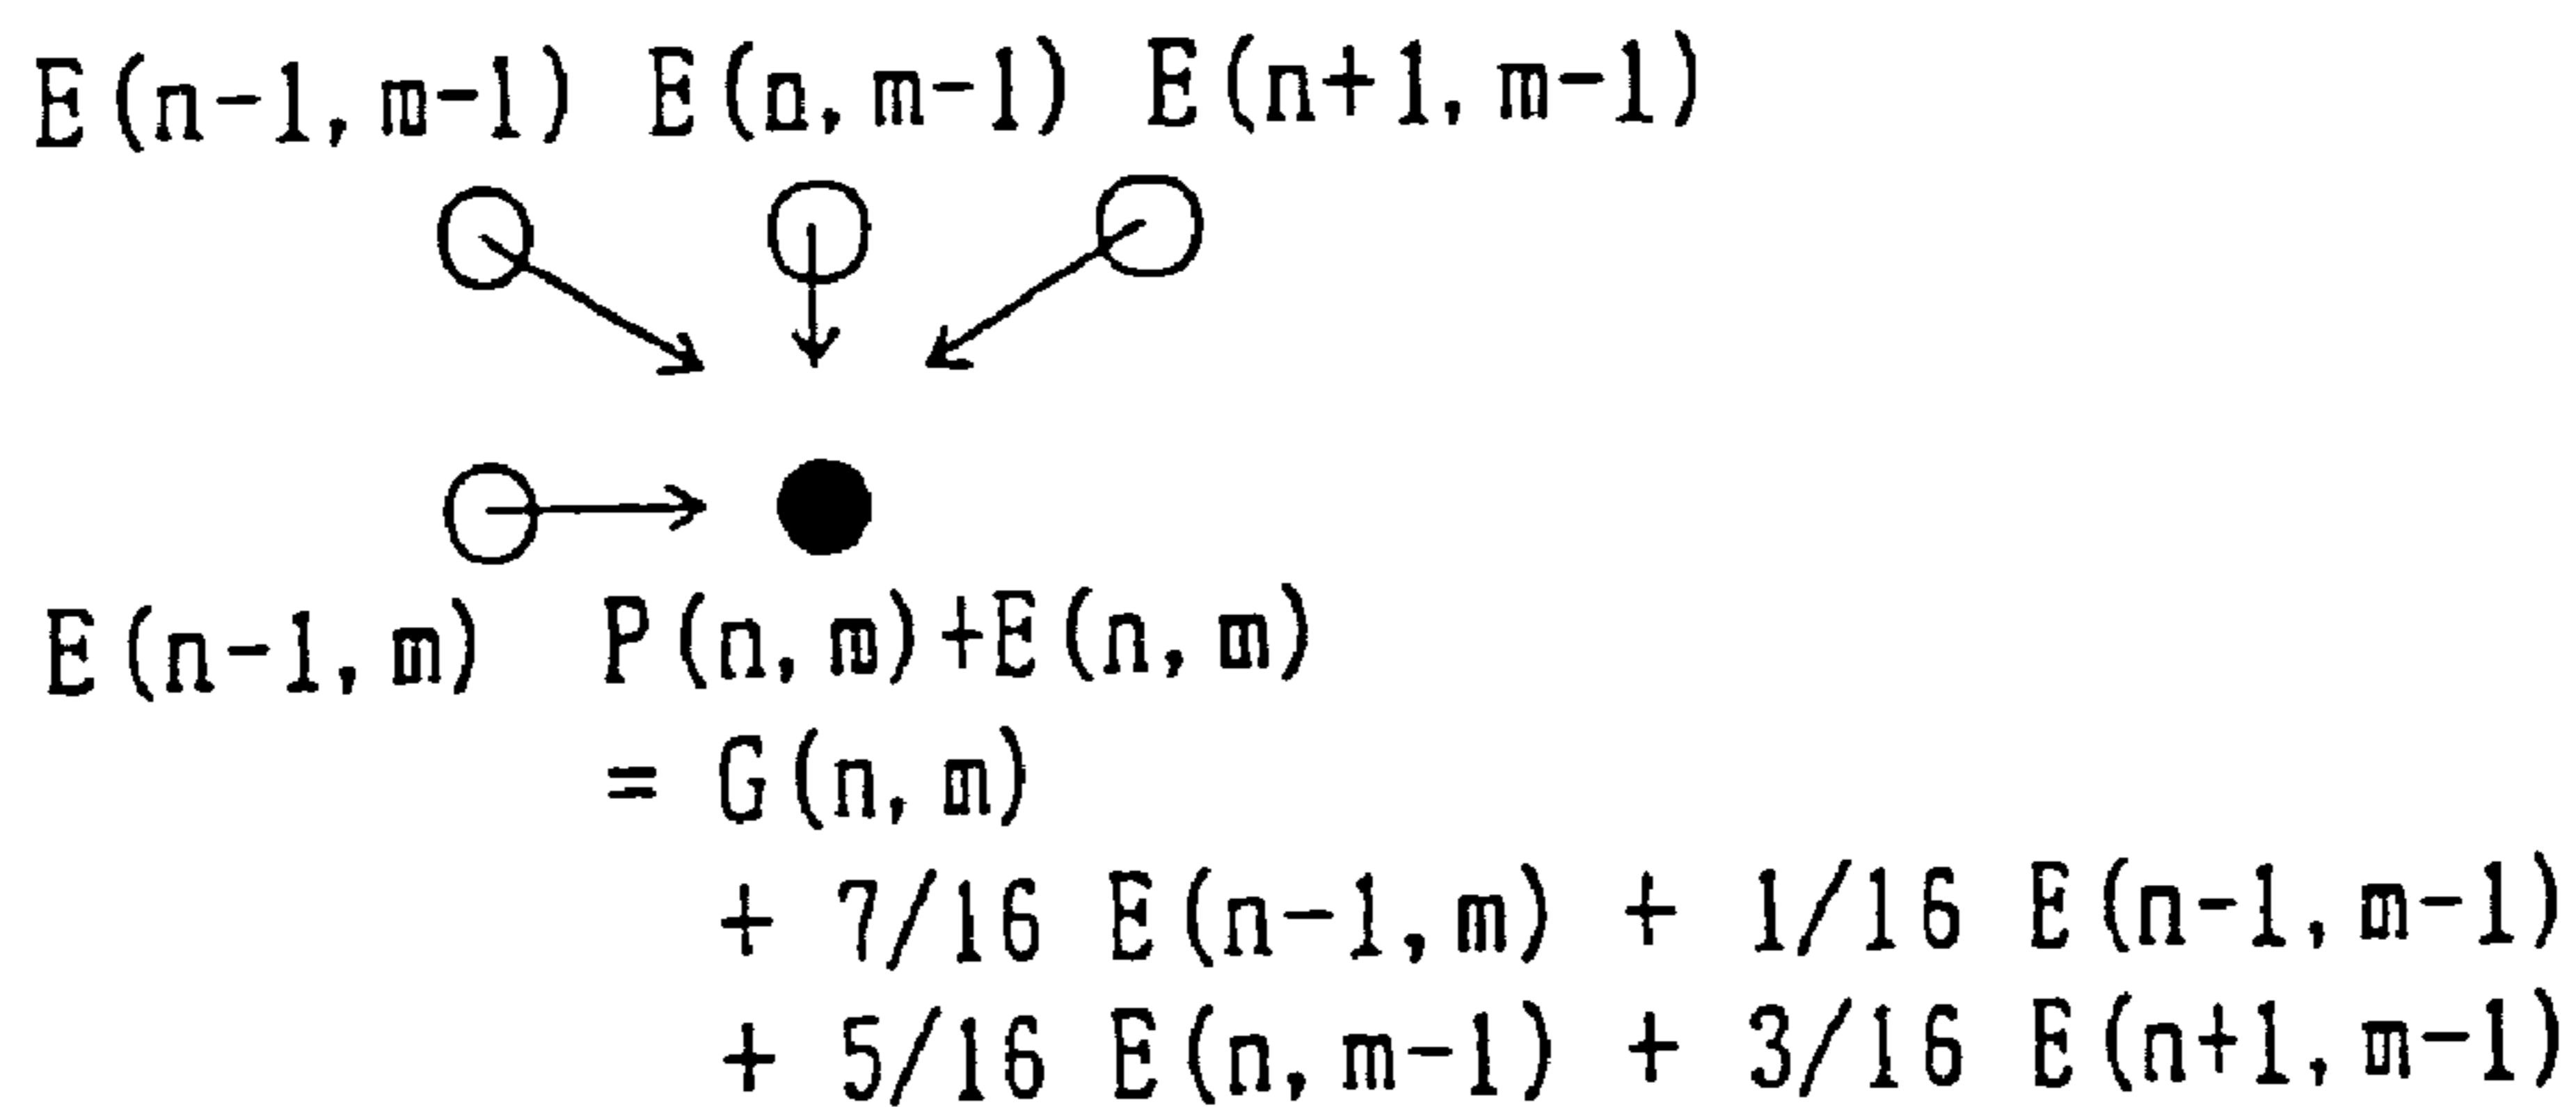 E(n-1,m-1) E(n,m-1) E(n+1,m-1)
E(n-1,m) P(n,m)+E(n,m)
= G(n,m)
+ 7/16 E(n-1,m) + 1/16 E(n-1,m-1)
+ 5/16 E(n,m-1) + 3/16 E(n+1,m-1)